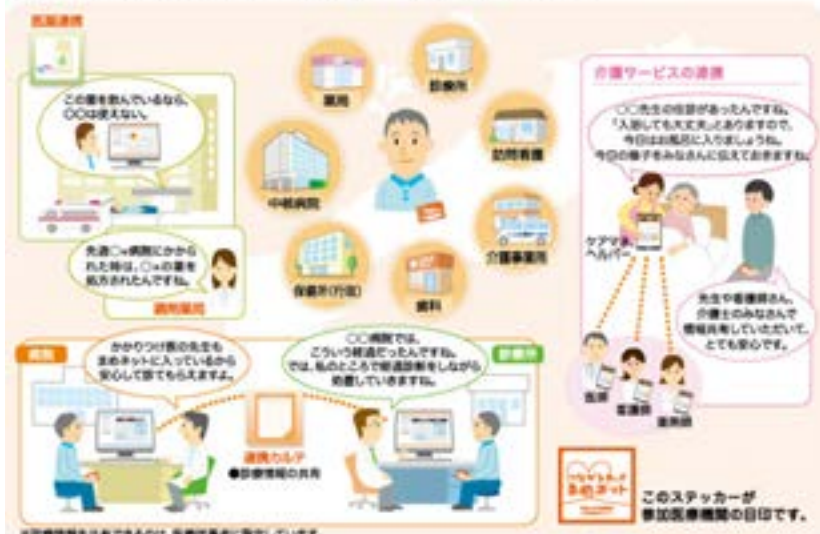 医薬連携
この薬を飲んでいるなら、
〇〇は使えない。
先週〇×病院にかから
れた時は、〇×の薬を
処方されたんですね。
調剤薬局
薬局
診療所
訪問看護
中核病院
介護事業所
保健所(行政)
歯科
介護サービスの連携
〇〇先生の往診があったんですね。
「入浴しても大丈夫」とありますので、
今日はお風呂に入りましょうね。
今日の様子をみなさんに伝えておきますね。
ケアマネ
ヘルパー
先生や看護師さん、
介護士のみなさんで
情報共有していただいて、
とても安心です。
医師
看護師
薬剤師
病院
かかりつけ医の先生も
まめネットに入っているから
安心して診てもらえますよ。
〇〇病院では、
こういう経過だったんですね。
では、私のところで経過診断をしながら
処置していきますね。
診療所
連携カルテ
●診療情報の共有
まめネット
このステッカーが
参加医療機関の目印です。